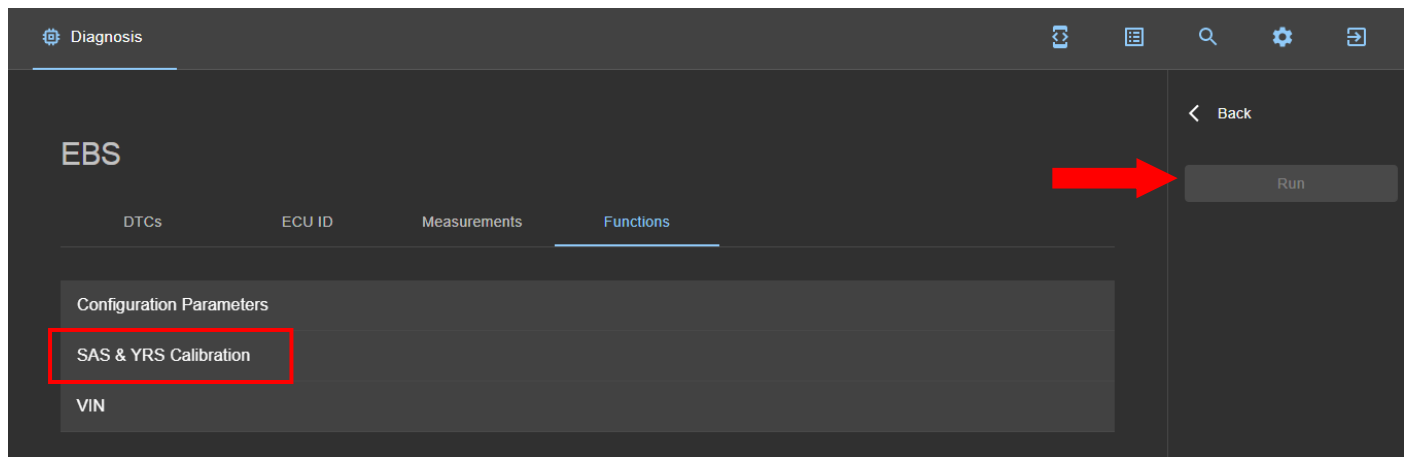 Diagnosis
Back
EBS
Run
DTCs ECU ID Measurements Functions
Configuration Parameters
SAS & YRS Calibration
VIN